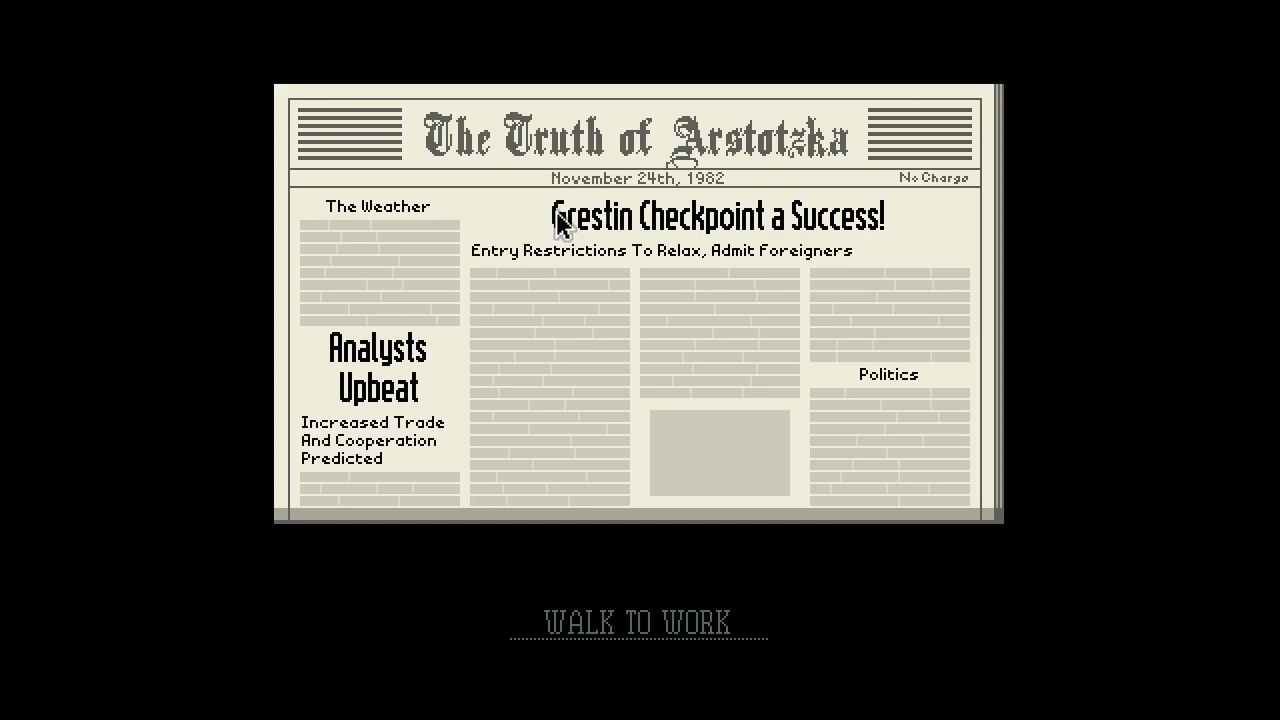 The Truth of Arstotzka
November 24th, 1982
No Charge
The Weather
Grestin Checkpoint a Success!
Entry Restrictions To Relax, Admit Foreigners
Analysts
Upbeat
Increased Trade
And Cooperation
Predicted
Politics
WALK TO WORK